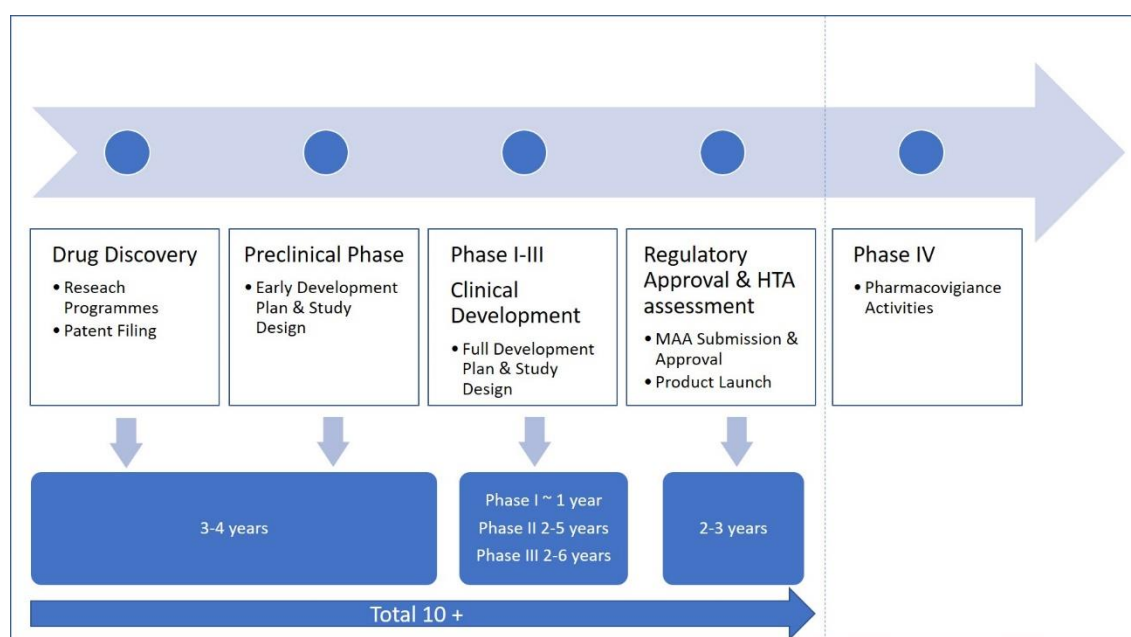 Drug Discovery
• Reseach
Programmes
• Patent Filing
Preclinical Phase
• Early Development
Plan & Study
Design
Phase I-III
Clinical
Development
• Full Development
Plan & Study
Design
Regulatory
Approval & HTA
assessment
• MAA Submission &
Approval
• Product Launch
Phase IV
• Pharmacovigiance
Activities
3-4 years
Phase I ~ 1 year
Phase II 2-5 years
Phase III 2-6 years
2-3 years
Total 10 +